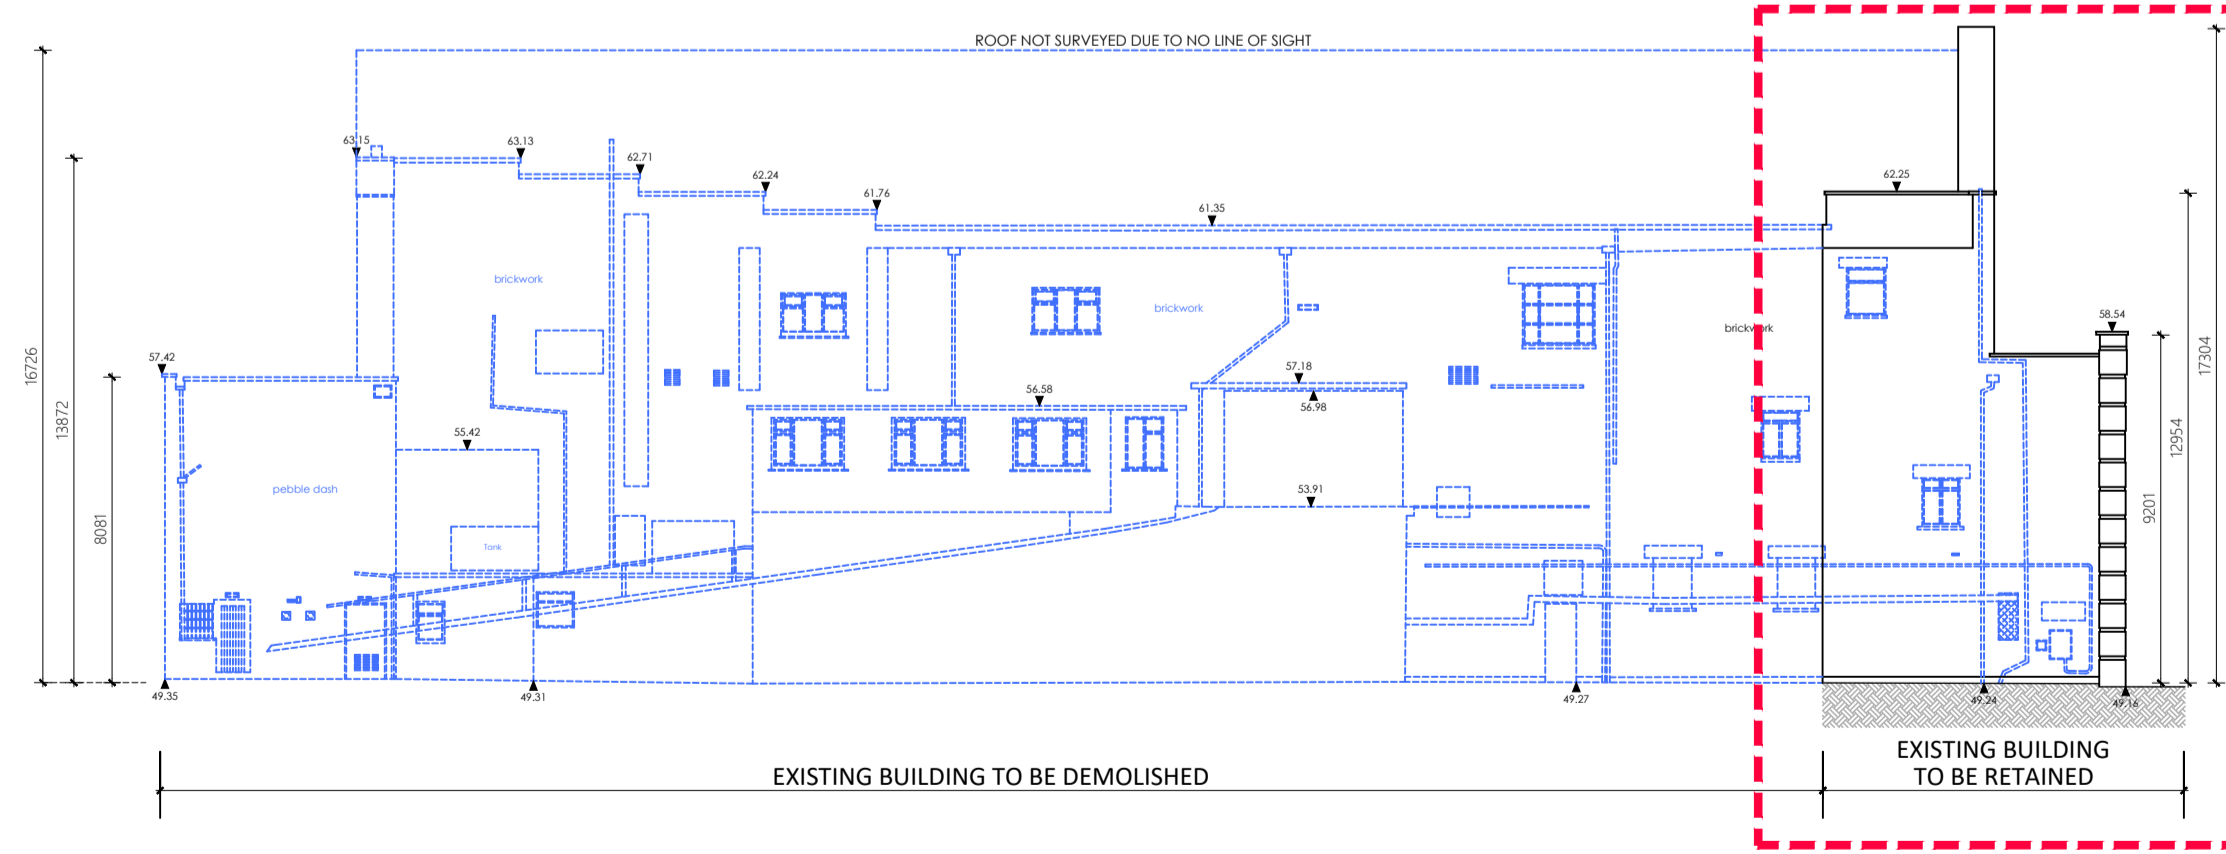 ROOF NOT SURVEYED DUE TO NO LINE OF SIGHT
63.15
63.13
62.71
62.24
61.76
61.35
62.25
58.54
57.42
57.18
56.98
56.58
55.42
53.91
brickwork
brickwork
brickwork
pebble dash
Tank
16726
13872
8081
17304
12954
9201
49.35
49.31
49.27
49.24
49.16
EXISTING BUILDING TO BE DEMOLISHED
EXISTING BUILDING
TO BE RETAINED